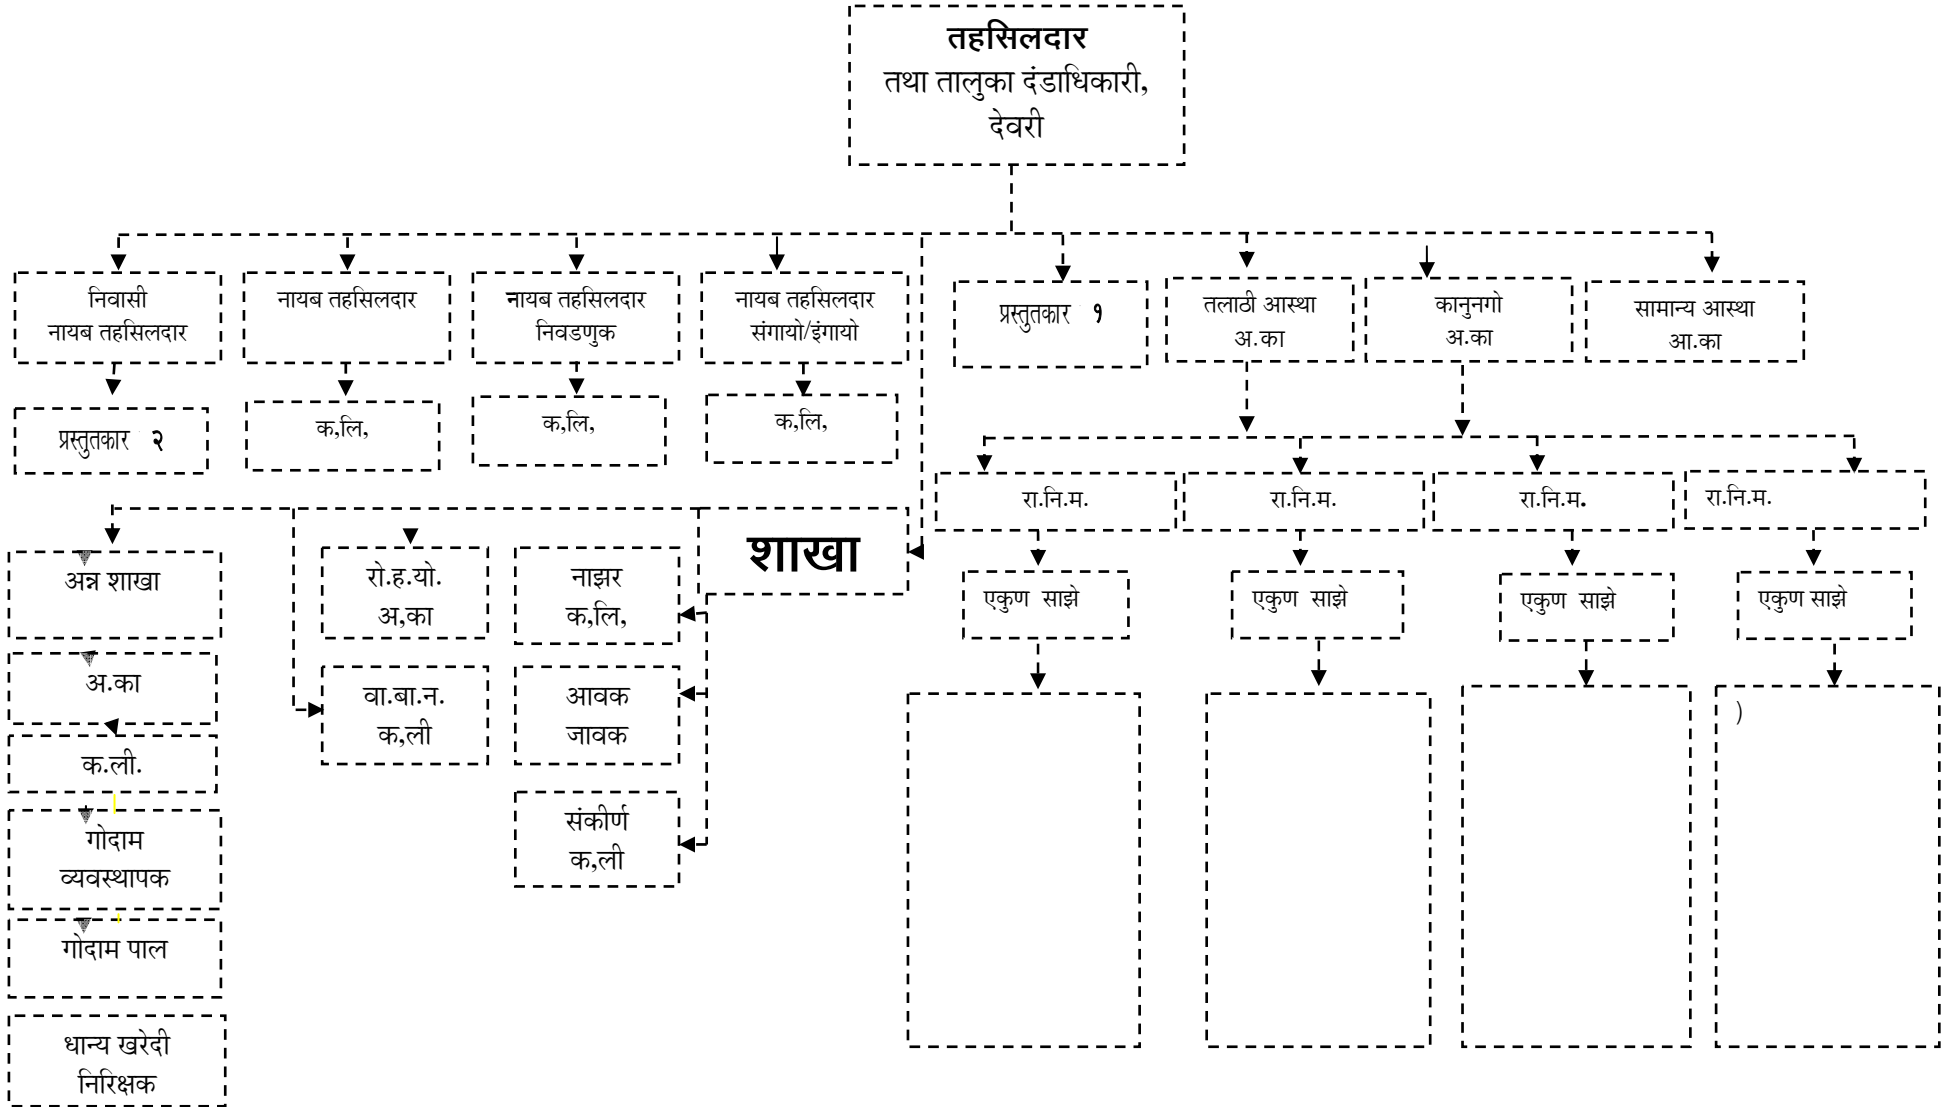 तहसिलदार
तथा तालुका दंडाधिकारी,
देवरी
निवासी
नायब तहसिलदार
नायब तहसिलदार
नायब तहसिलदार
निवडणुक
नायब तहसिलदार
संगायो/इंगायो
प्रस्तुतकार १
तलाठी आस्था
अ.का
कानुनगो
अ.का
सामान्य आस्था
आ.का
प्रस्तुतकार २
क,लि,
क,लि,
क,लि,
रा.नि.म.
रा.नि.म.
रा.नि.म.
रा.नि.म.
शाखा
अन्न शाखा
रो.ह.यो.
अ,का
नाझर
क,लि,
एकुण साझे
एकुण साझे
एकुण साझे
एकुण साझे
अ.का
वा.बा.न.
क,ली
आवक
जावक
)
क.ली.
संकीर्ण
क,ली
गोदाम
व्यवस्थापक
गोदाम पाल
धान्य खरेदी
निरिक्षक